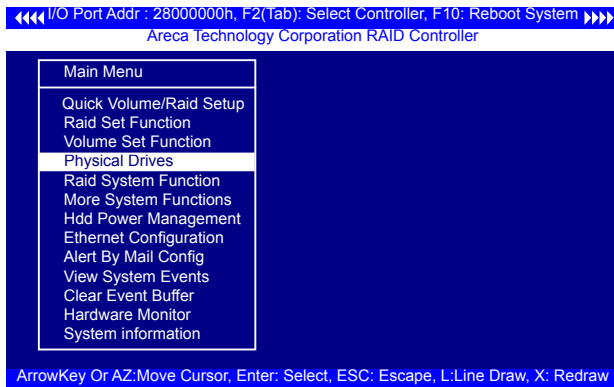 I/O Port Addr : 28000000h, F2(Tab): Select Controller, F10: Reboot System
Areca Technology Corporation RAID Controller
Main Menu
Quick Volume/Raid Setup
Raid Set Function
Volume Set Function
Physical Drives
Raid System Function
More System Functions
Hdd Power Management
Ethernet Configuration
Alert By Mail Config
View System Events
Clear Event Buffer
Hardware Monitor
System information
ArrowKey Or AZ:Move Cursor, Enter: Select, ESC: Escape, L:Line Draw, X: Redraw